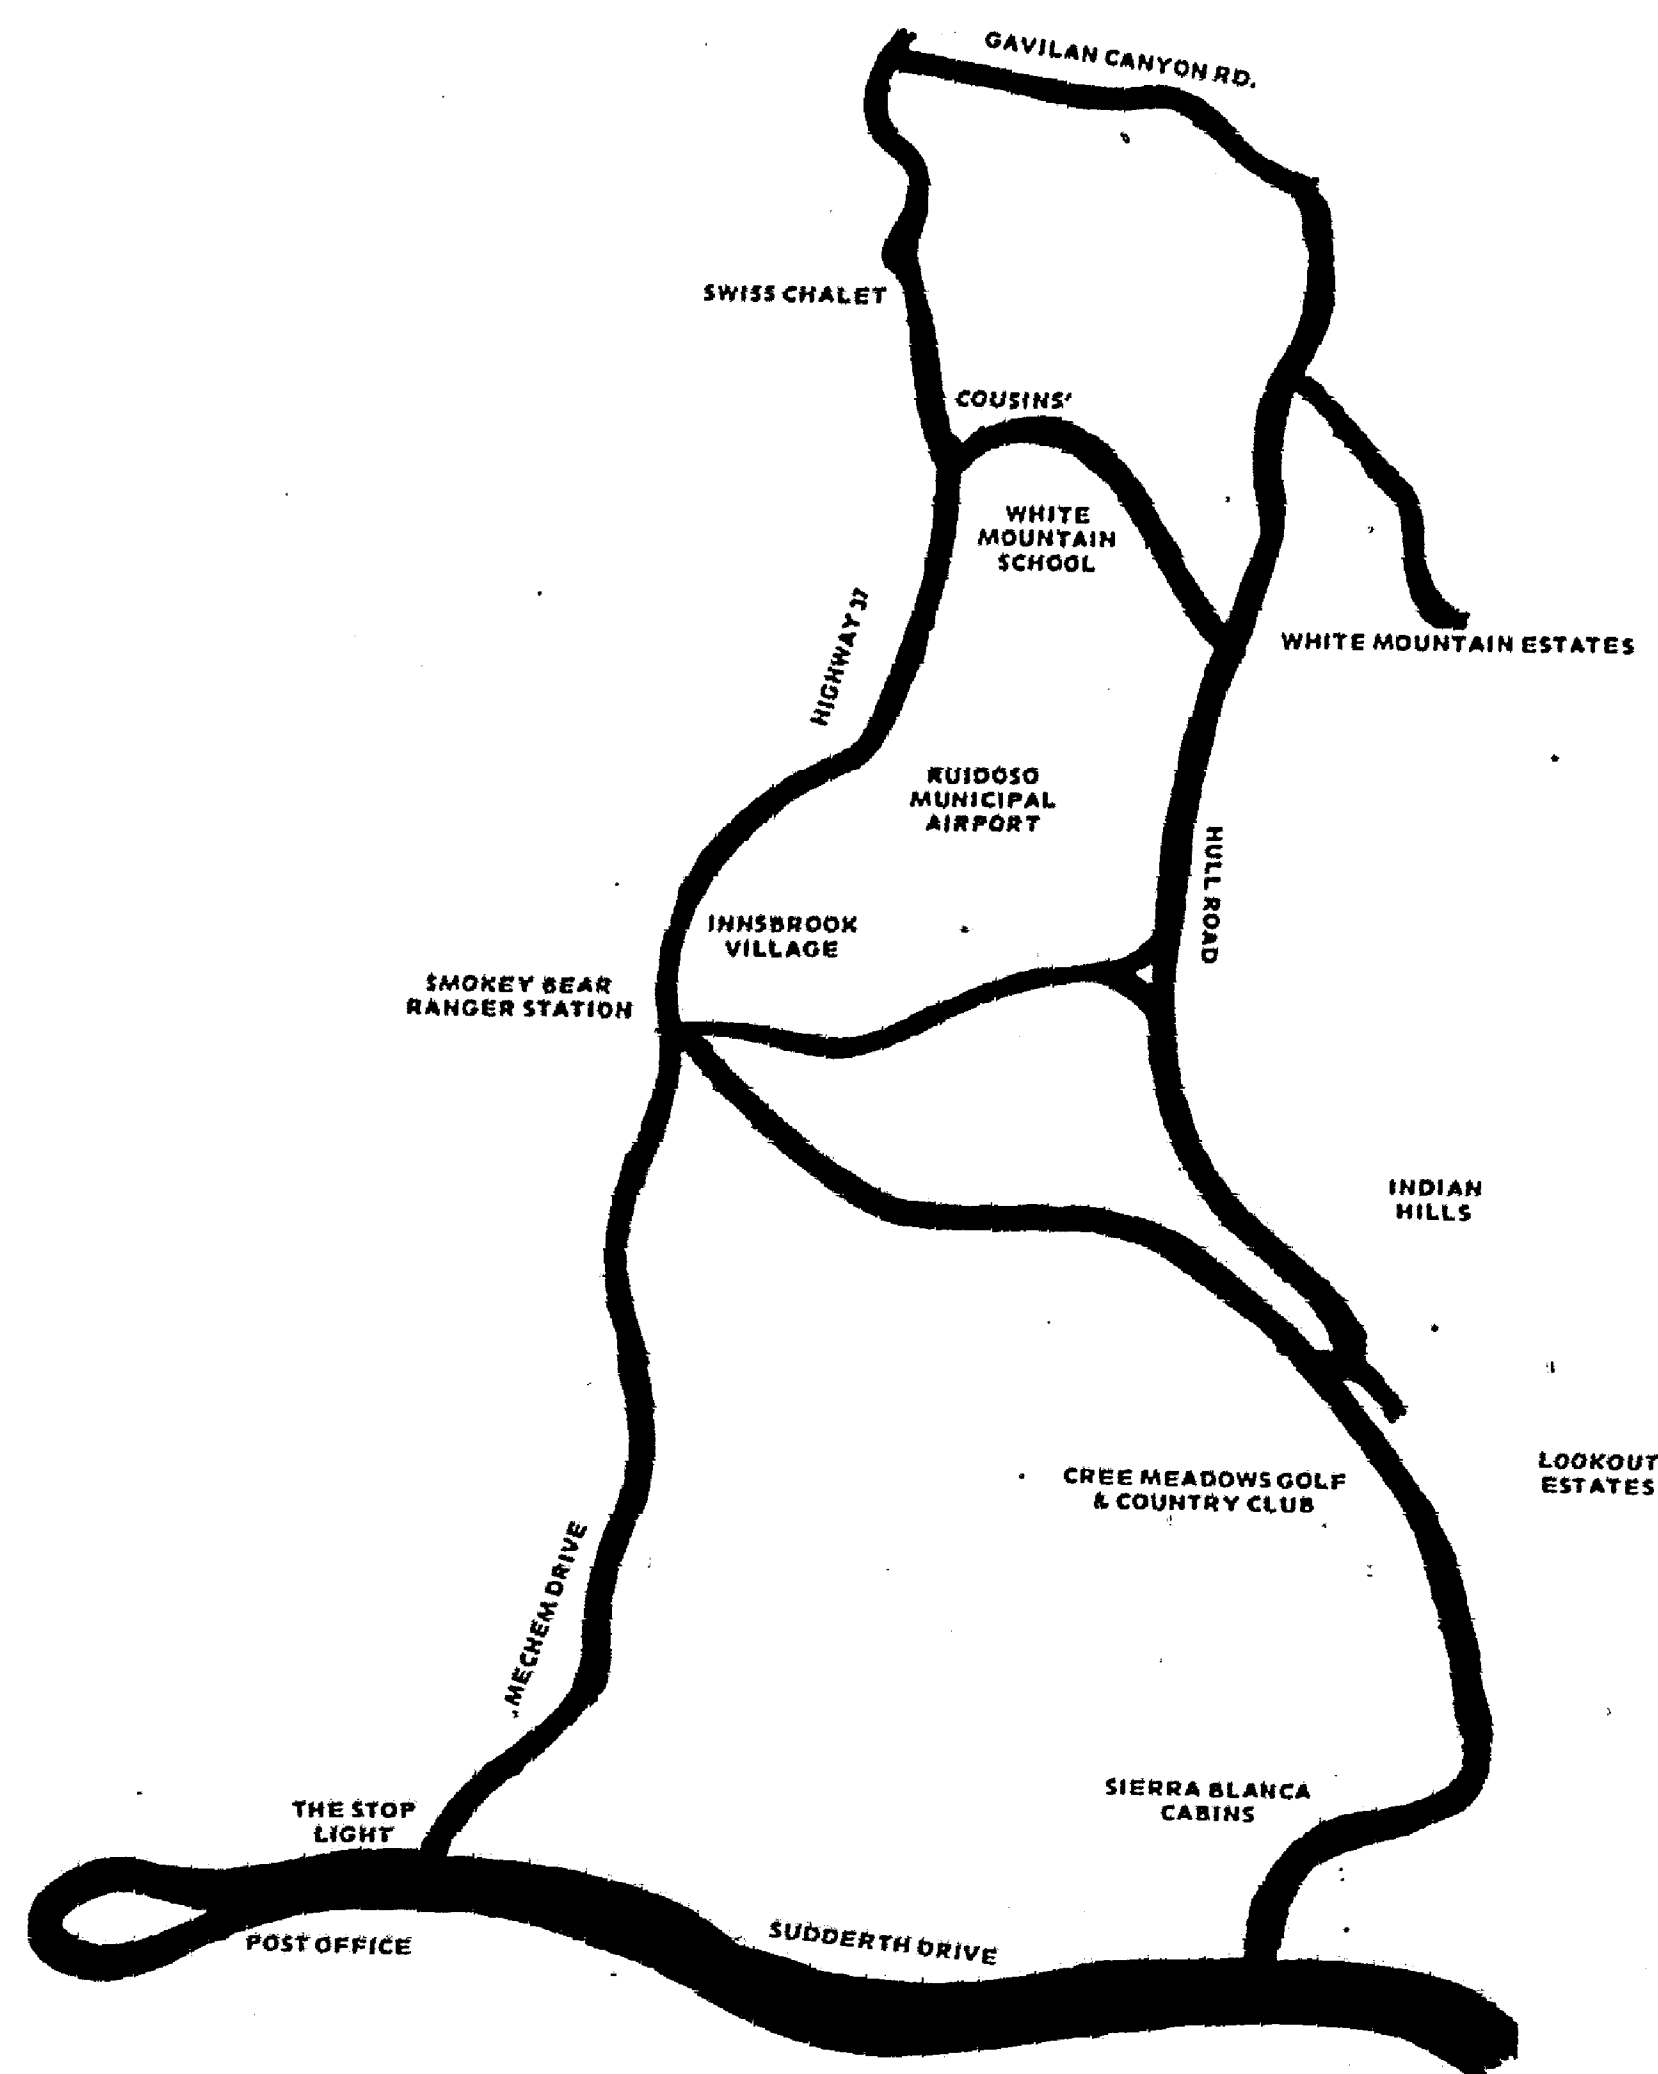 GAVILAN CANYON RD.
SWISS CHALET
COUSINS'
WHITE
MOUNTAIN
SCHOOL
HIGHWAY 37
WHITE MOUNTAIN ESTATES
RUIDOSO
MUNICIPAL
AIRPORT
HULL ROAD
INNSBROOK
VILLAGE
SMOKEY BEAR
RANGER STATION
INDIAN
HILLS
LOOKOUT
ESTATES
CREE MEADOWS GOLF
& COUNTRY CLUB
MECHEM DRIVE
SIERRA BLANCA
CABINS
THE STOP
LIGHT
POST OFFICE
SUDDERTH DRIVE